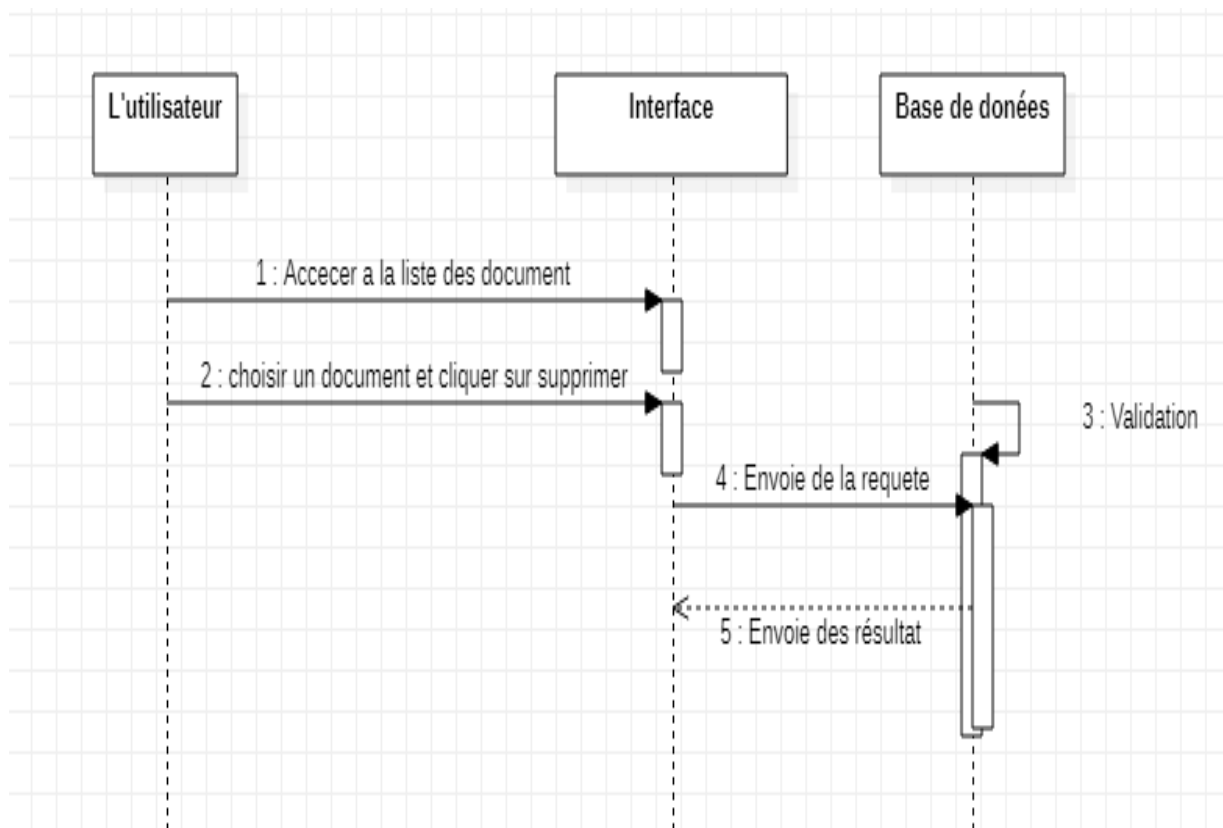 L'utilisateur
Interface
Base de donées
1 : Accecer a la liste des document
2 : choisir un document et cliquer sur supprimer
3 : Validation
4 : Envoie de la requete
5 : Envoie des résultat